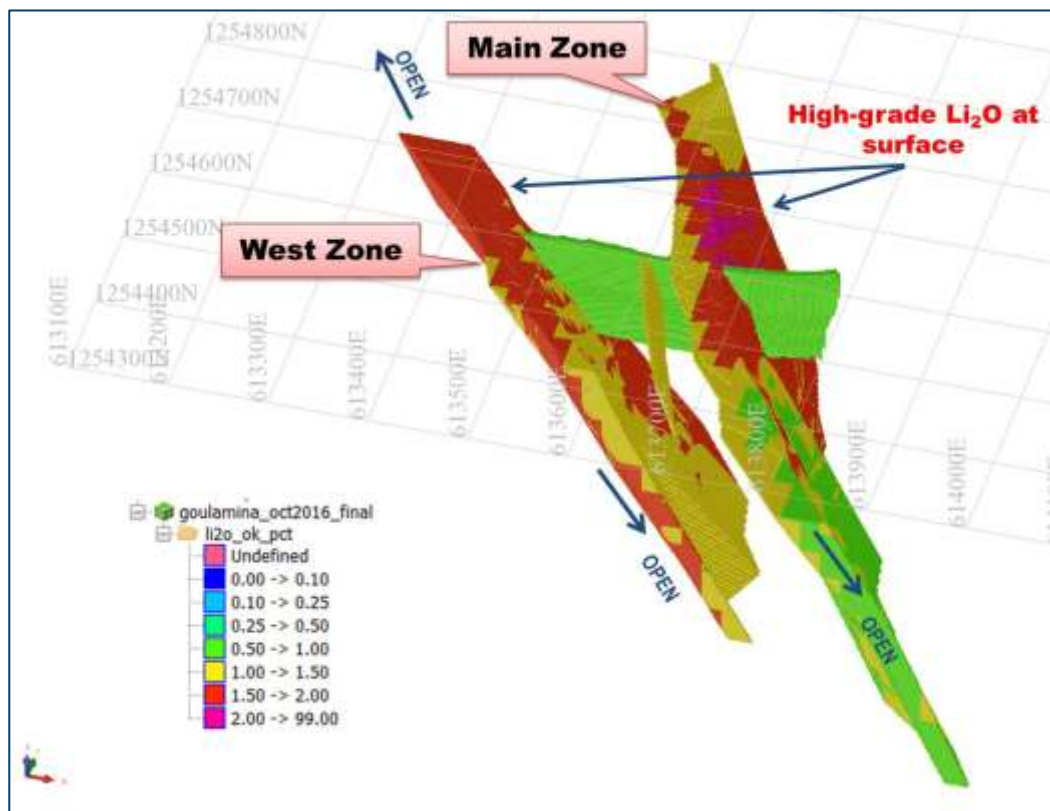 1254800N
1254700N
1254600N
1254500N
1254400N
1254300N
OPEN
Main Zone
High-grade Li₂O at
surface
West Zone
613100E
613200E
613300E
613400E
613500E
613600E
613700E
613800E
613900E
614000E
OPEN
OPEN
goulamina_oct2016_final
li2o_ok_pct
Undefined
0.00 -> 0.10
0.10 -> 0.25
0.25 -> 0.50
0.50 -> 1.00
1.00 -> 1.50
1.50 -> 2.00
2.00 -> 99.00